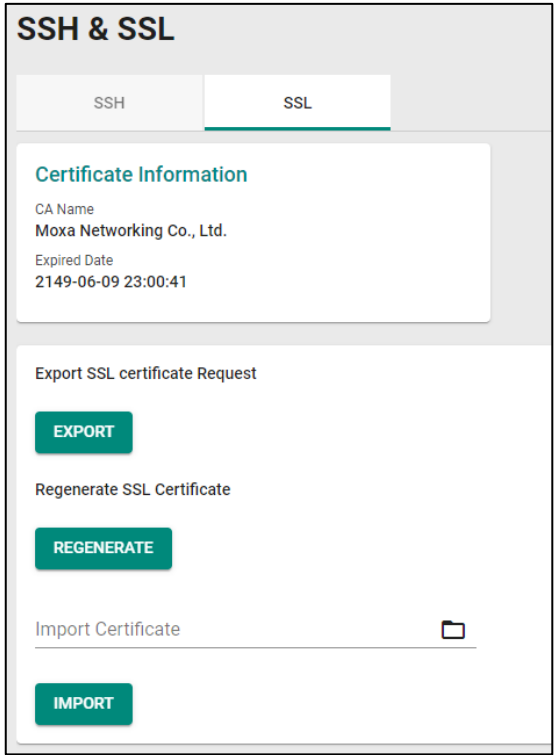 SSH & SSL
SSH
SSL
Certificate Information
CA Name
Moxa Networking Co., Ltd.
Expired Date
2149-06-09 23:00:41
Export SSL certificate Request
EXPORT
Regenerate SSL Certificate
REGENERATE
Import Certificate
IMPORT